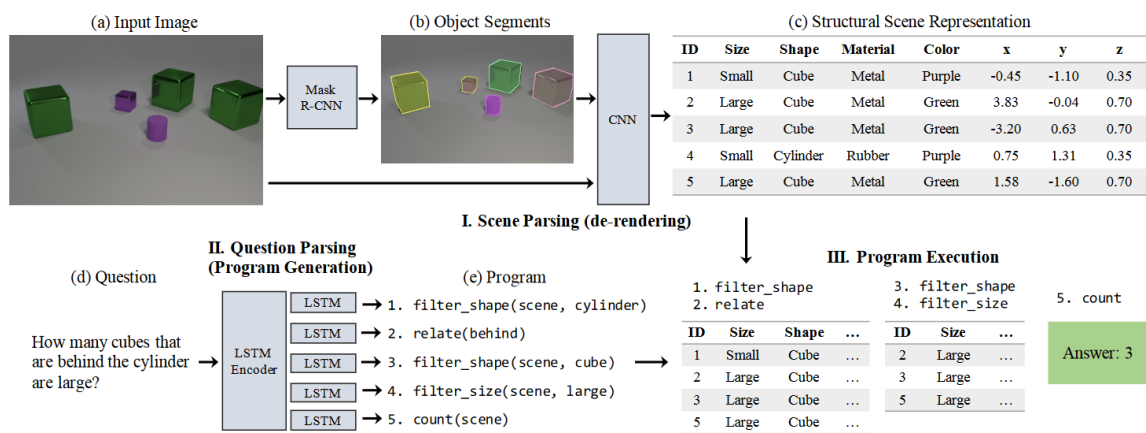 (a) Input Image
(b) Object Segments
(c) Structural Scene Representation
Mask
R-CNN
CNN
ID Size Shape Material Color x y z
1 Small Cube Metal Purple -0.45 -1.10 0.35
2 Large Cube Metal Green 3.83 -0.04 0.70
3 Large Cube Metal Green -3.20 0.63 0.70
4 Small Cylinder Rubber Purple 0.75 1.31 0.35
5 Large Cube Metal Green 1.58 -1.60 0.70
I. Scene Parsing (de-rendering)
II. Question Parsing
(Program Generation)
III. Program Execution
(d) Question
(e) Program
How many cubes that
are behind the cylinder
are large?
LSTM
Encoder
LSTM 1. filter_shape(scene, cylinder)
LSTM 2. relate(behind)
LSTM 3. filter_shape(scene, cube)
LSTM 4. filter_size(scene, large)
LSTM 5. count(scene)
1. filter_shape
2. relate
ID Size Shape ...
1 Small Cube ...
2 Large Cube ...
3 Large Cube ...
5 Large Cube ...
3. filter_shape
4. filter_size
ID Size ...
2 Large ...
3 Large ...
5 Large ...
5. count
Answer: 3